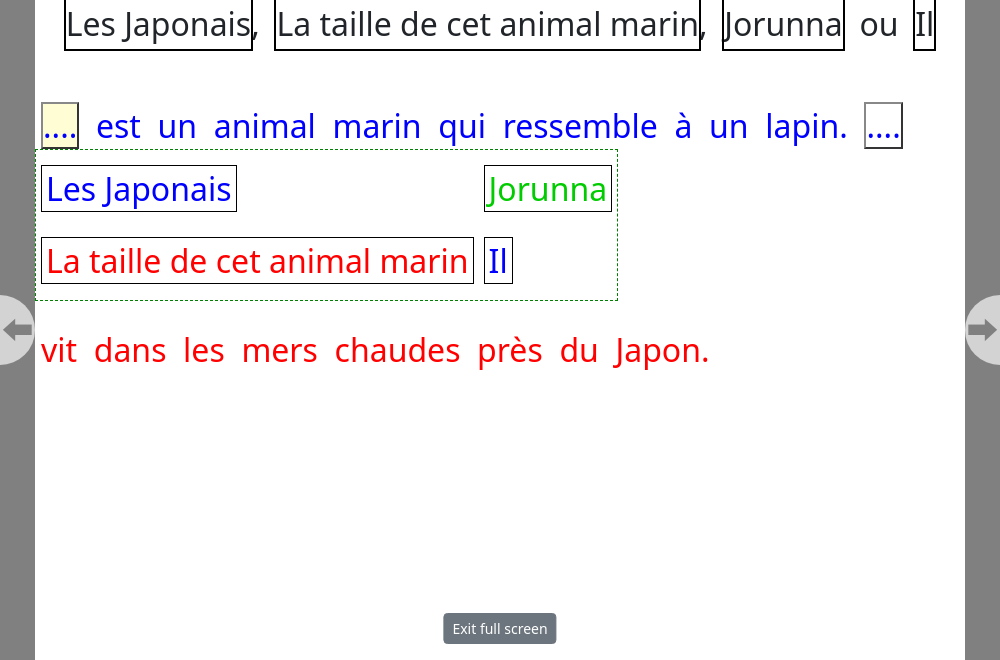 Les Japonais, La taille de cet animal marin, Jorunna ou Il
.... est un animal marin qui ressemble à un lapin. ....
Les Japonais Jorunna
La taille de cet animal marin Il
vit dans les mers chaudes près du Japon.
Exit full screen